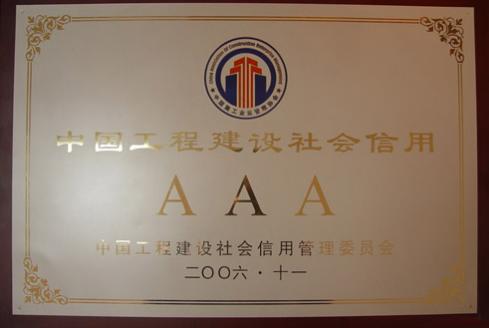 中国工程建设社会信用
AAA
中国工程建设社会信用管理委员会
二〇〇六·十一